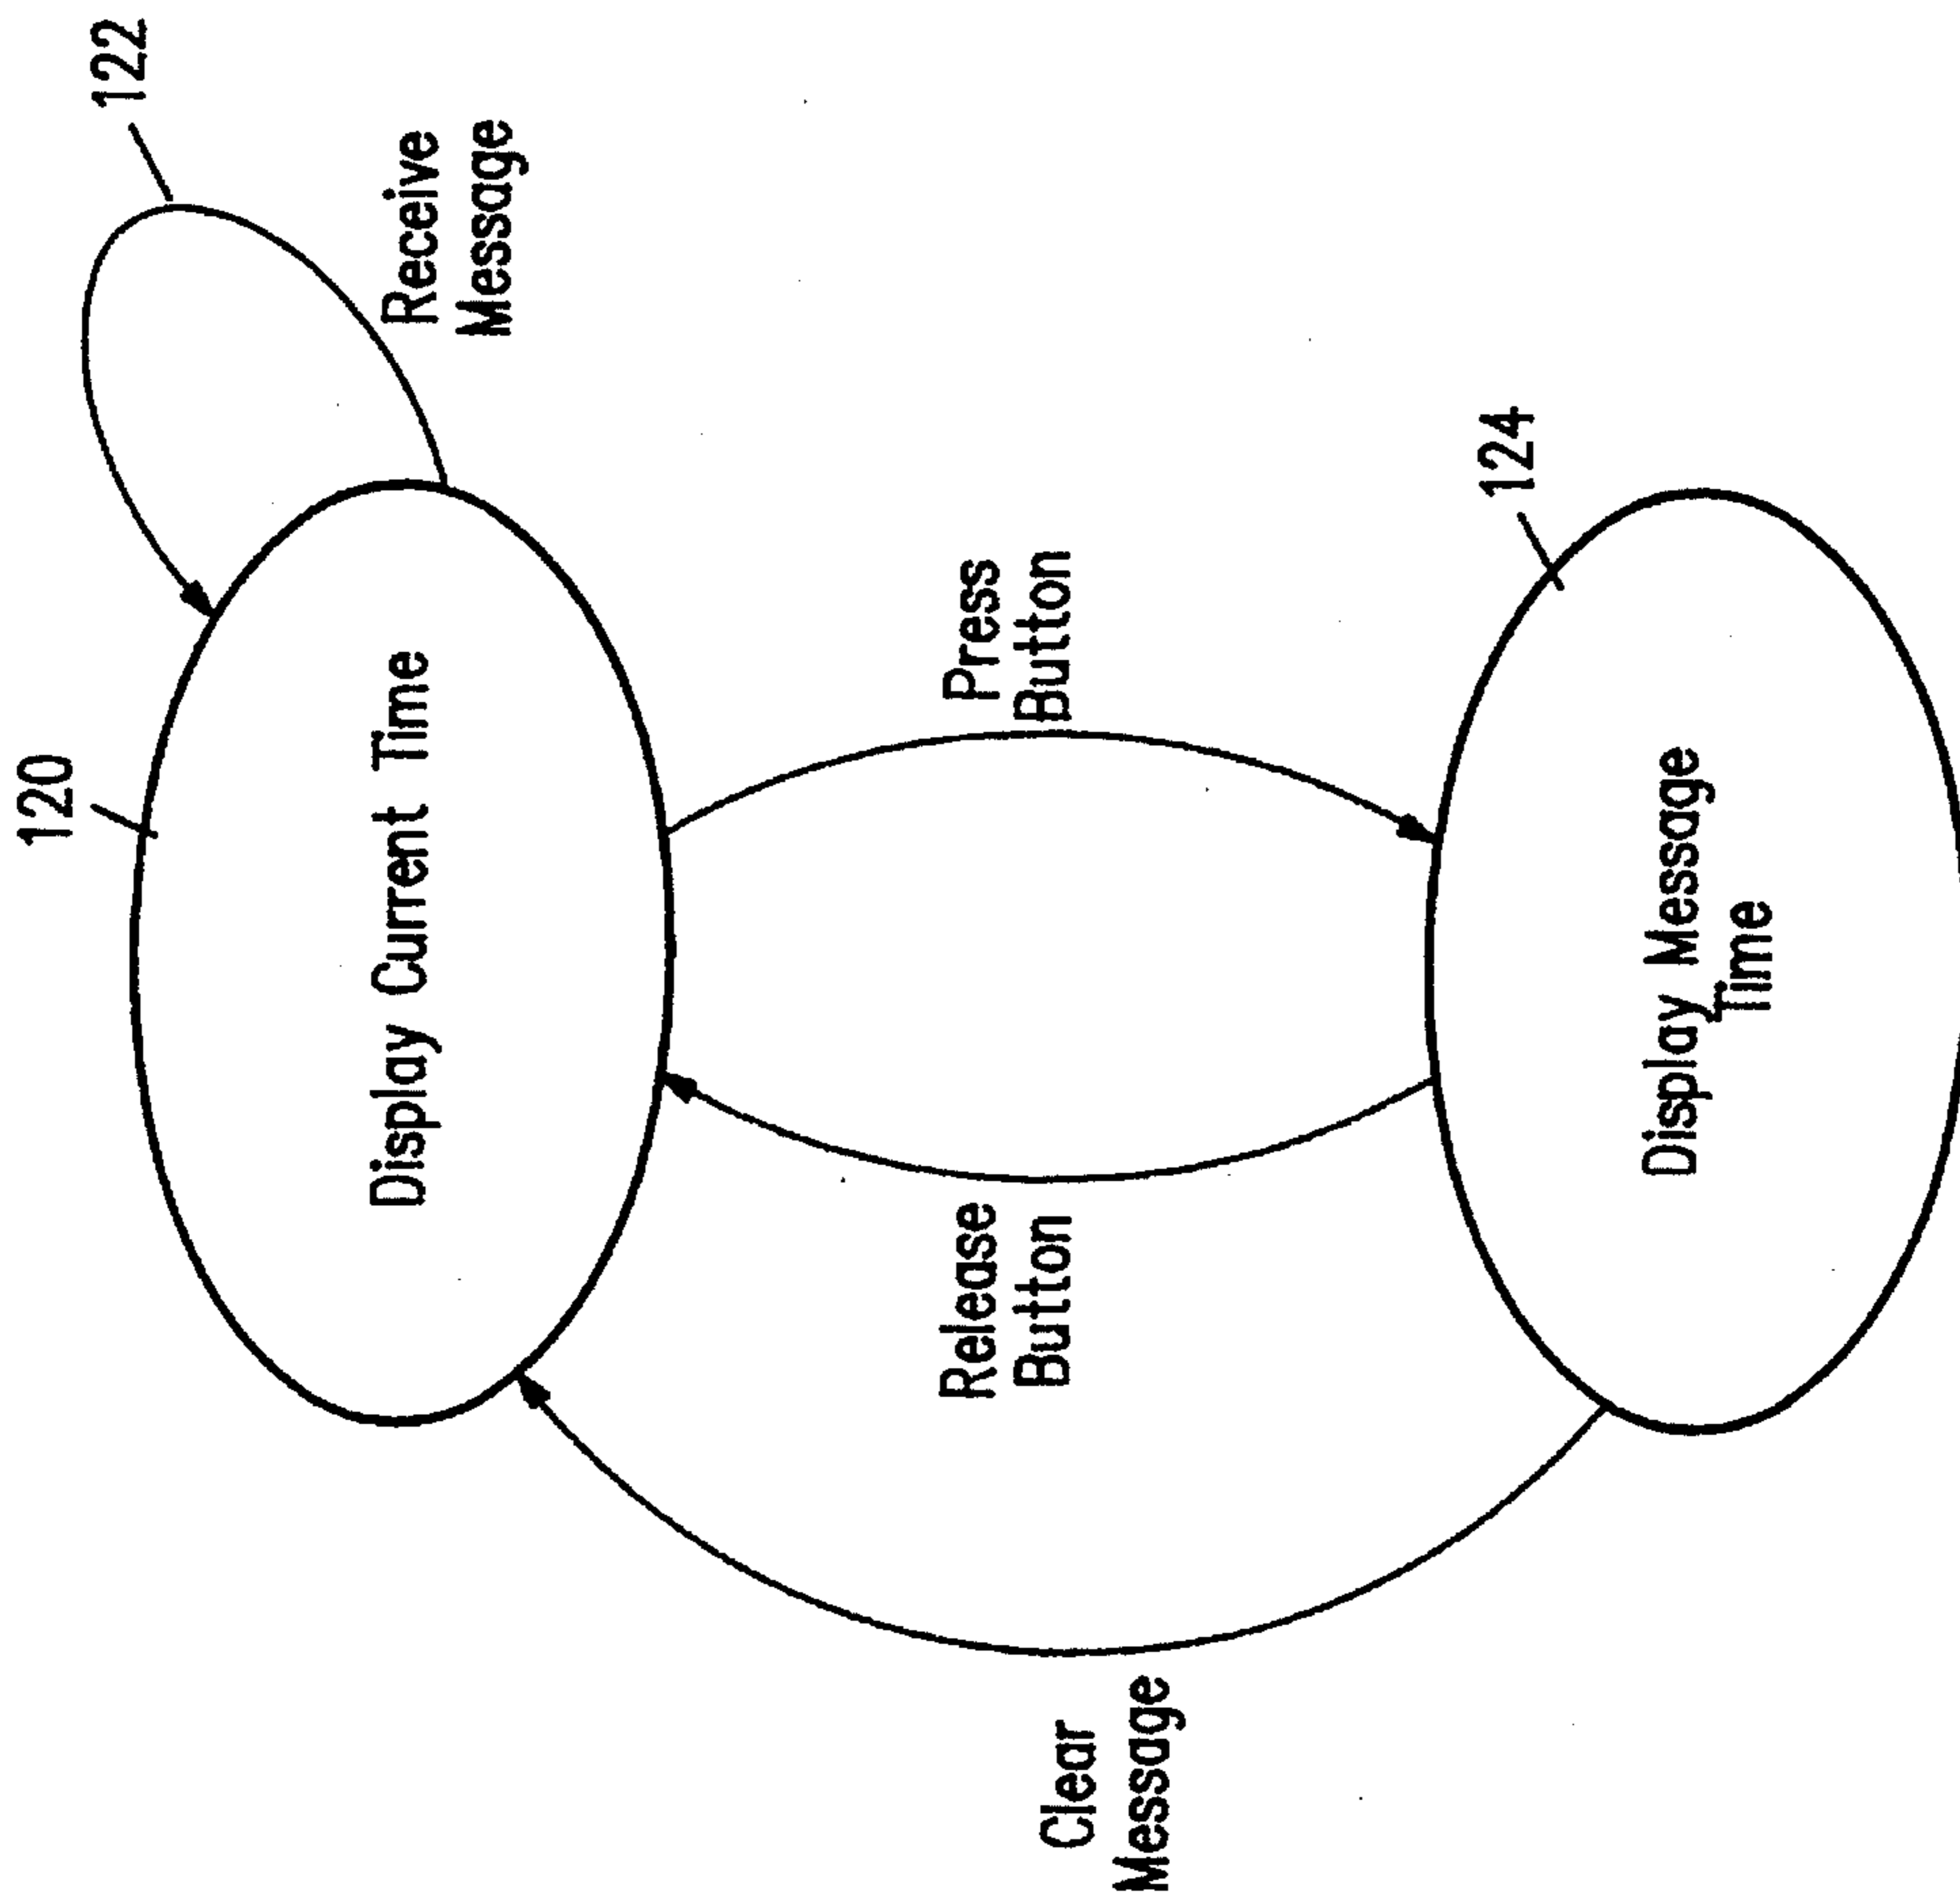 120
122
Display Current Time
Receive
Message
Clear
Message
Release
Button
Press
Button
124
Display Message
Time